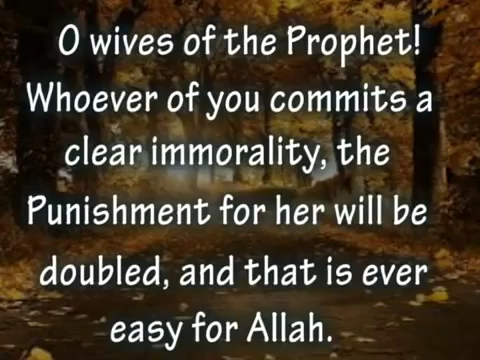 O wives of the Prophet!
Whoever of you commits a
clear immorality, the
Punishment for her will be
doubled, and that is ever
easy for Allah.